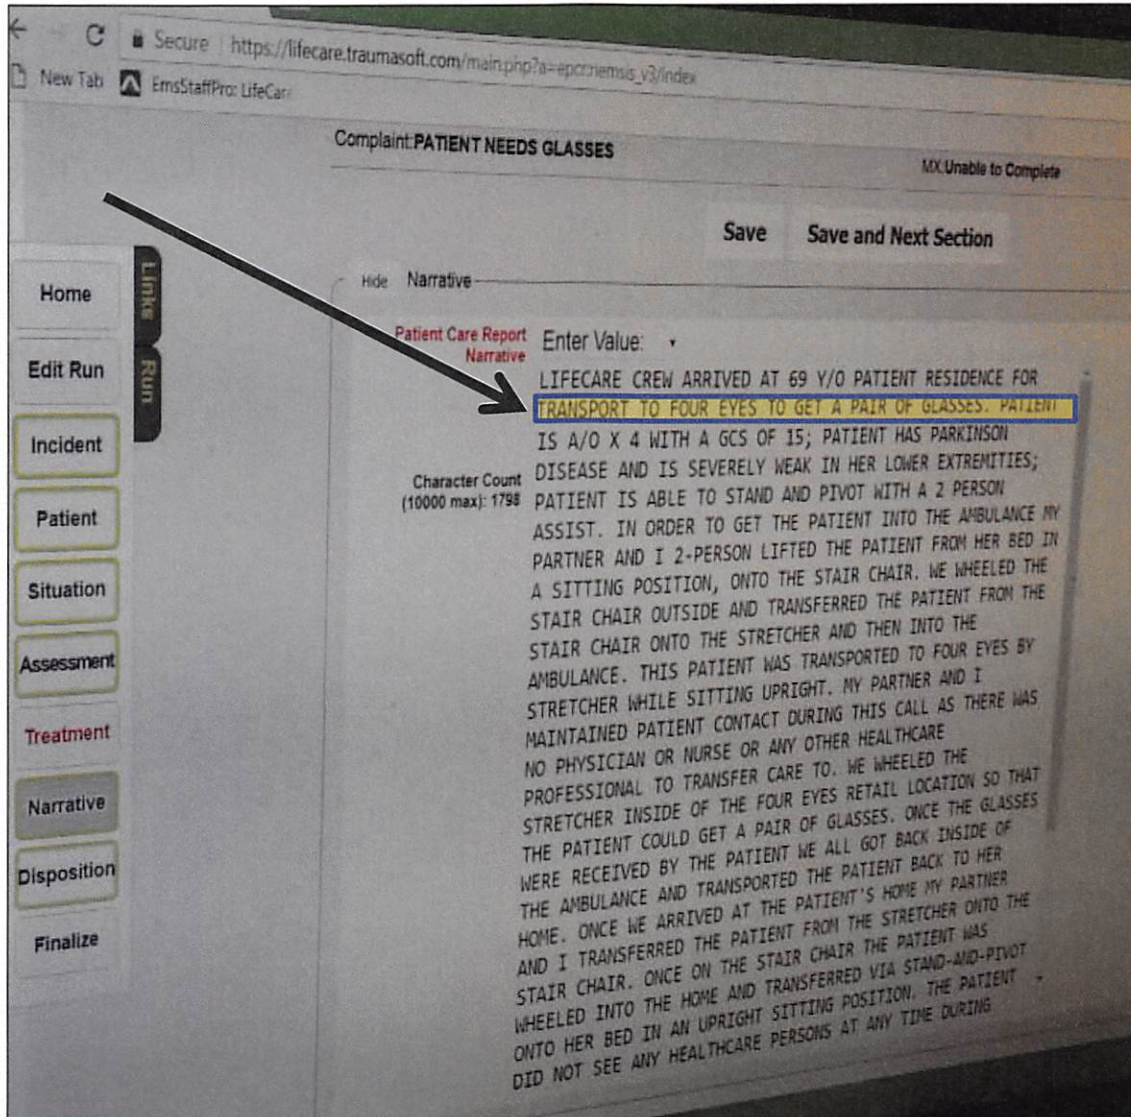 Secure https://lifecare.traumasoft.com/main.php?a=epcr:nemsis_v3/index
New Tab EmsStaffPro: LifeCar
Complaint:PATIENT NEEDS GLASSES
MX:Unable to Complete
Save Save and Next Section
Links
Run
Home
Edit Run
Incident
Patient
Situation
Assessment
Treatment
Narrative
Disposition
Finalize
Hide Narrative
Patient Care Report
Narrative
Enter Value:
Character Count
(10000 max): 1798
LIFECARE CREW ARRIVED AT 69 Y/O PATIENT RESIDENCE FOR
TRANSPORT TO FOUR EYES TO GET A PAIR OF GLASSES. PATIENT
IS A/O X 4 WITH A GCS OF 15; PATIENT HAS PARKINSON
DISEASE AND IS SEVERELY WEAK IN HER LOWER EXTREMITIES;
PATIENT IS ABLE TO STAND AND PIVOT WITH A 2 PERSON
ASSIST. IN ORDER TO GET THE PATIENT INTO THE AMBULANCE MY
PARTNER AND I 2-PERSON LIFTED THE PATIENT FROM HER BED IN
A SITTING POSITION, ONTO THE STAIR CHAIR. WE WHEELED THE
STAIR CHAIR OUTSIDE AND TRANSFERRED THE PATIENT FROM THE
STAIR CHAIR ONTO THE STRETCHER AND THEN INTO THE
AMBULANCE. THIS PATIENT WAS TRANSPORTED TO FOUR EYES BY
STRETCHER WHILE SITTING UPRIGHT. MY PARTNER AND I
MAINTAINED PATIENT CONTACT DURING THIS CALL AS THERE WAS
NO PHYSICIAN OR NURSE OR ANY OTHER HEALTHCARE
PROFESSIONAL TO TRANSFER CARE TO. WE WHEELED THE
STRETCHER INSIDE OF THE FOUR EYES RETAIL LOCATION SO THAT
THE PATIENT COULD GET A PAIR OF GLASSES. ONCE THE GLASSES
WERE RECEIVED BY THE PATIENT WE ALL GOT BACK INSIDE OF
THE AMBULANCE AND TRANSPORTED THE PATIENT BACK TO HER
HOME. ONCE WE ARRIVED AT THE PATIENT'S HOME MY PARTNER
AND I TRANSFERRED THE PATIENT FROM THE STRETCHER ONTO THE
STAIR CHAIR. ONCE ON THE STAIR CHAIR THE PATIENT WAS
WHEELED INTO THE HOME AND TRANSFERRED VIA STAND-AND-PIVOT
ONTO HER BED IN AN UPRIGHT SITTING POSITION. THE PATIENT
DID NOT SEE ANY HEALTHCARE PERSONS AT ANY TIME DURING